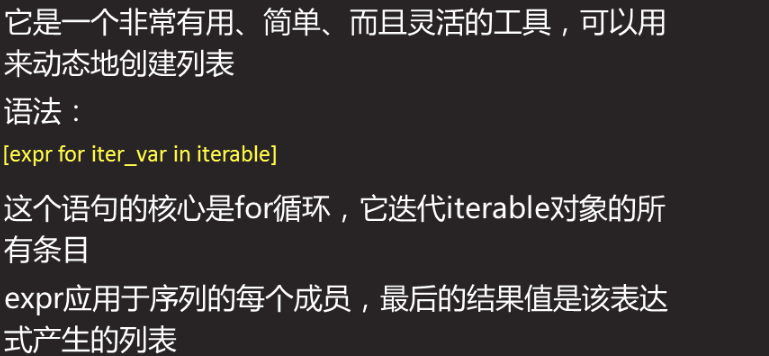 它是一个非常有用、简单、而且灵活的工具，可以用
来动态地创建列表
语法：
[expr for iter_var in iterable]
这个语句的核心是for循环，它迭代iterable对象的所
有条目
expr应用于序列的每个成员，最后的结果值是该表达
式产生的列表